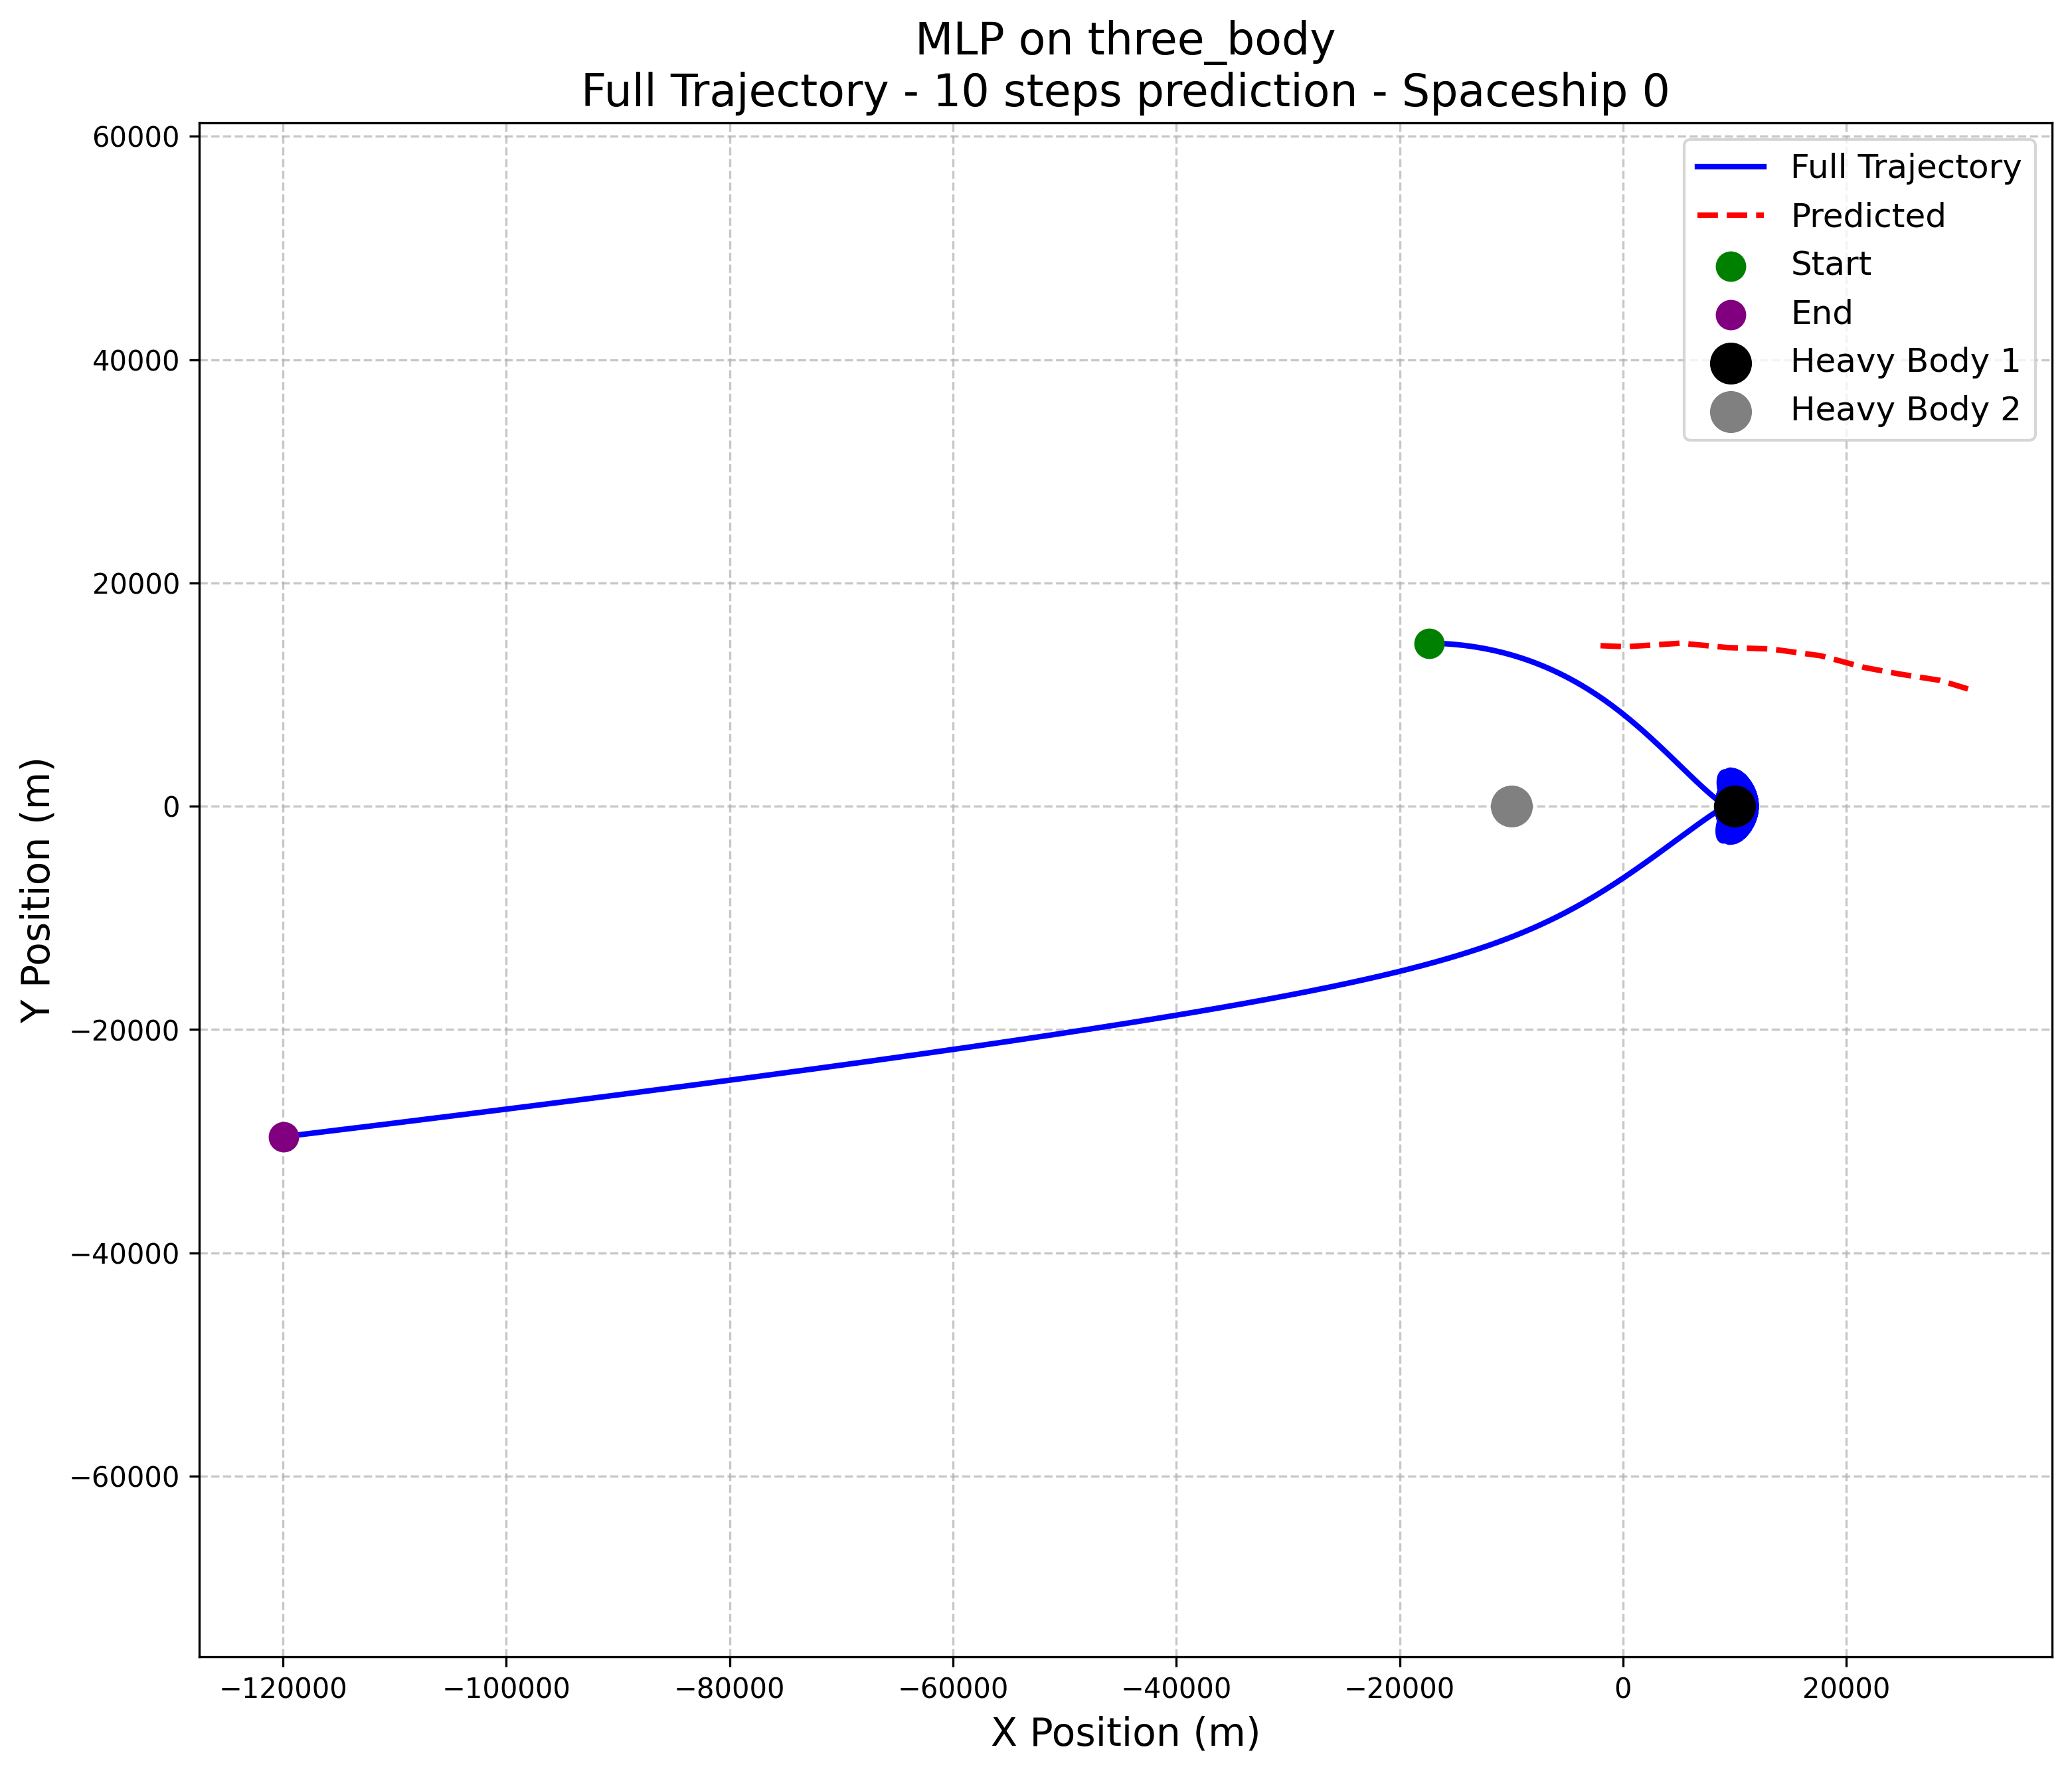 MLP on three_body
Full Trajectory - 10 steps prediction - Spaceship 0
Full Trajectory
Predicted
Start
End
Heavy Body 1
Heavy Body 2
60000
40000
20000
0
−20000
−40000
−60000
Y Position (m)
−120000
−100000
−80000
−60000
−40000
−20000
0
20000
X Position (m)